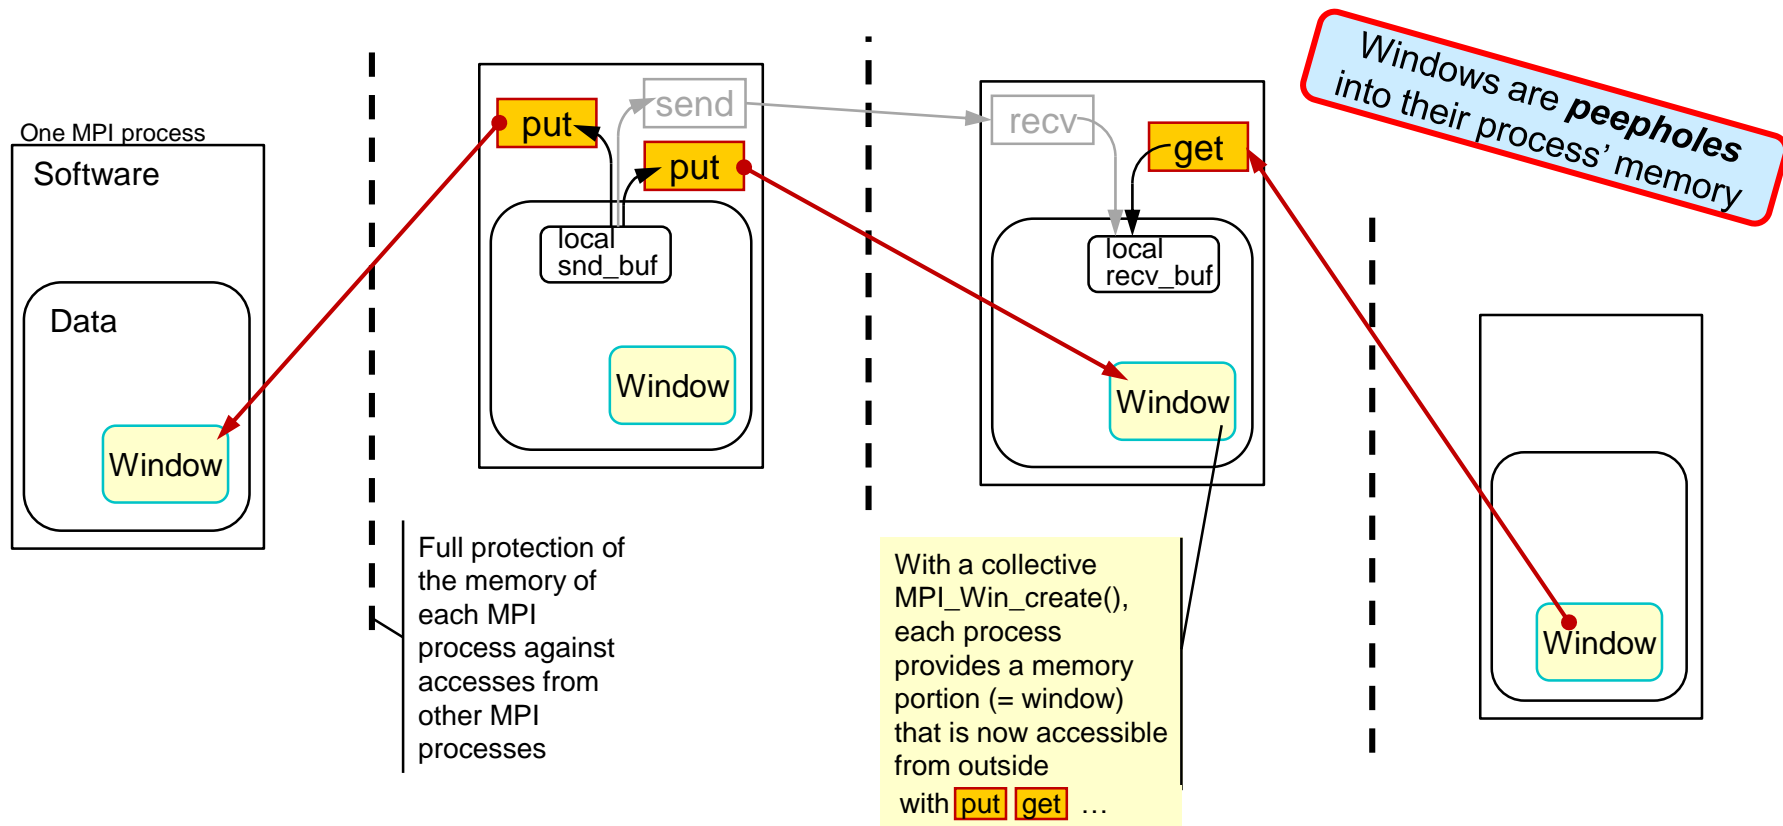 One MPI process
Software
Data
Window
put
send
put
local
snd_buf
Window
recv
get
local
recv_buf
Window
Windows are peepholes
into their process’ memory
Window
Full protection of
the memory of
each MPI
process against
accesses from
other MPI
processes
With a collective
MPI_Win_create(),
each process
provides a memory
portion (= window)
that is now accessible
from outside
with put get …